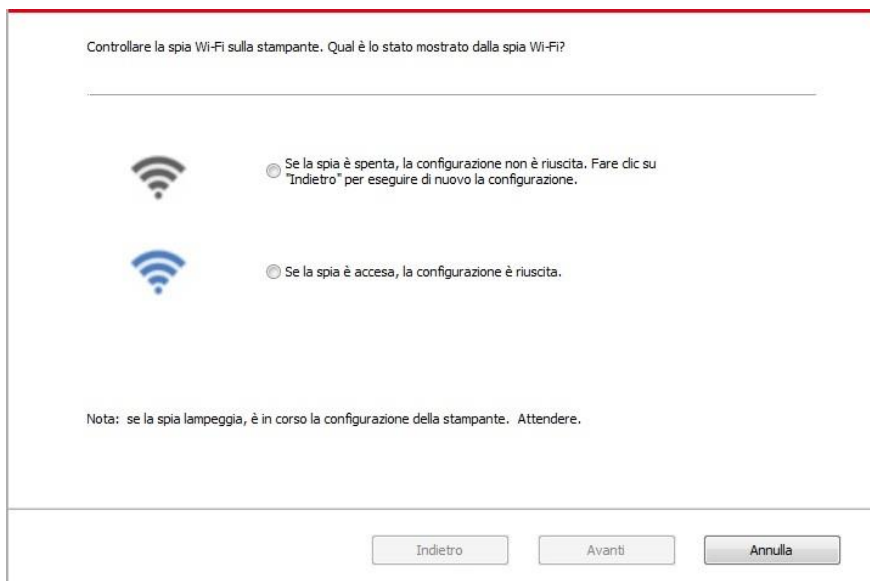 Controllare la spia Wi-Fi sulla stampante. Qual è lo stato mostrato dalla spia Wi-Fi?
Se la spia è spenta, la configurazione non è riuscita. Fare clic su
"Indietro" per eseguire di nuovo la configurazione.
Se la spia è accesa, la configurazione è riuscita.
Nota: se la spia lampeggia, è in corso la configurazione della stampante. Attendere.
Indietro
Avanti
Annulla